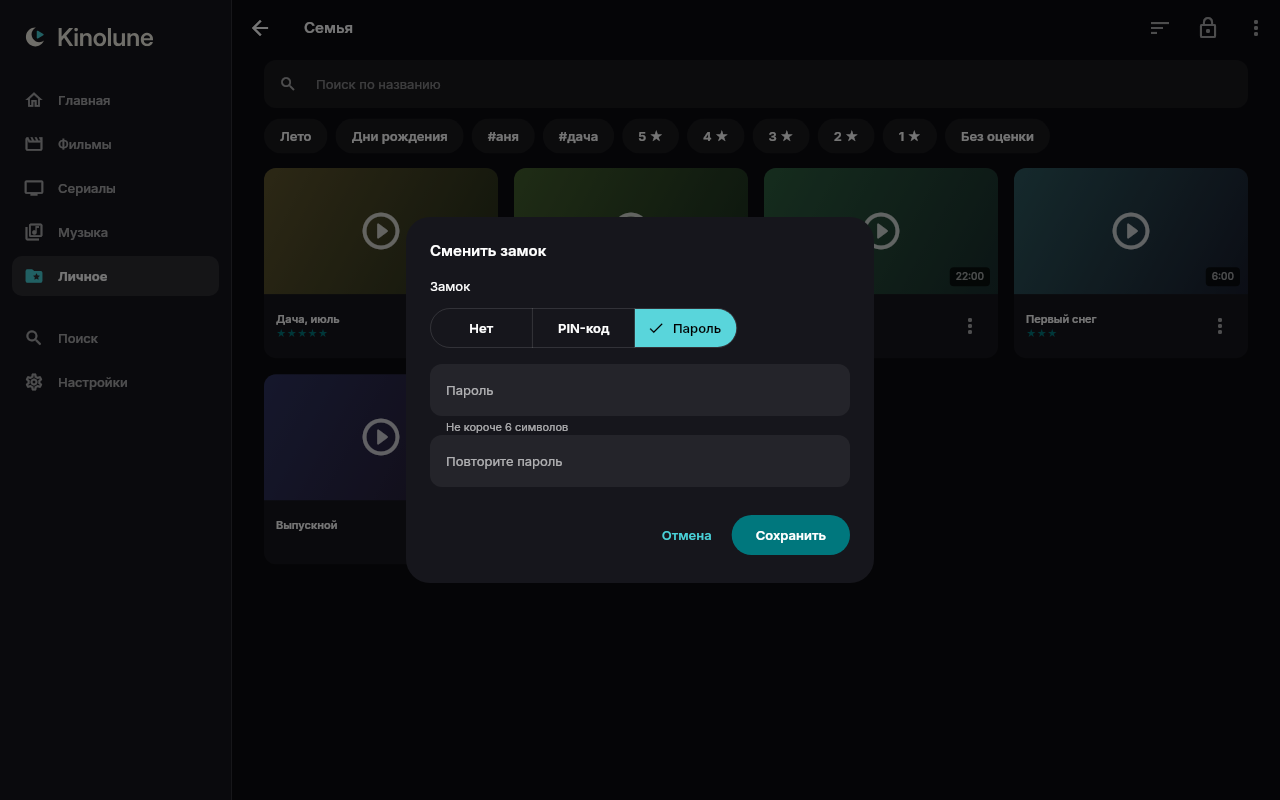 Kinolune
Главная
Фильмы
Сериалы
Музыка
Личное
Поиск
Настройки
Семья
Поиск по названию
Лето
Дни рождения
#аня
#дача
5 ★
4 ★
3 ★
2 ★
1 ★
Без оценки
22:00
6:00
Дача, июль
★★★★★
Первый снег
★★★
Выпускной
Сменить замок
Замок
Нет
PIN-код
Пароль
Пароль
Не короче 6 символов
Повторите пароль
Отмена
Сохранить